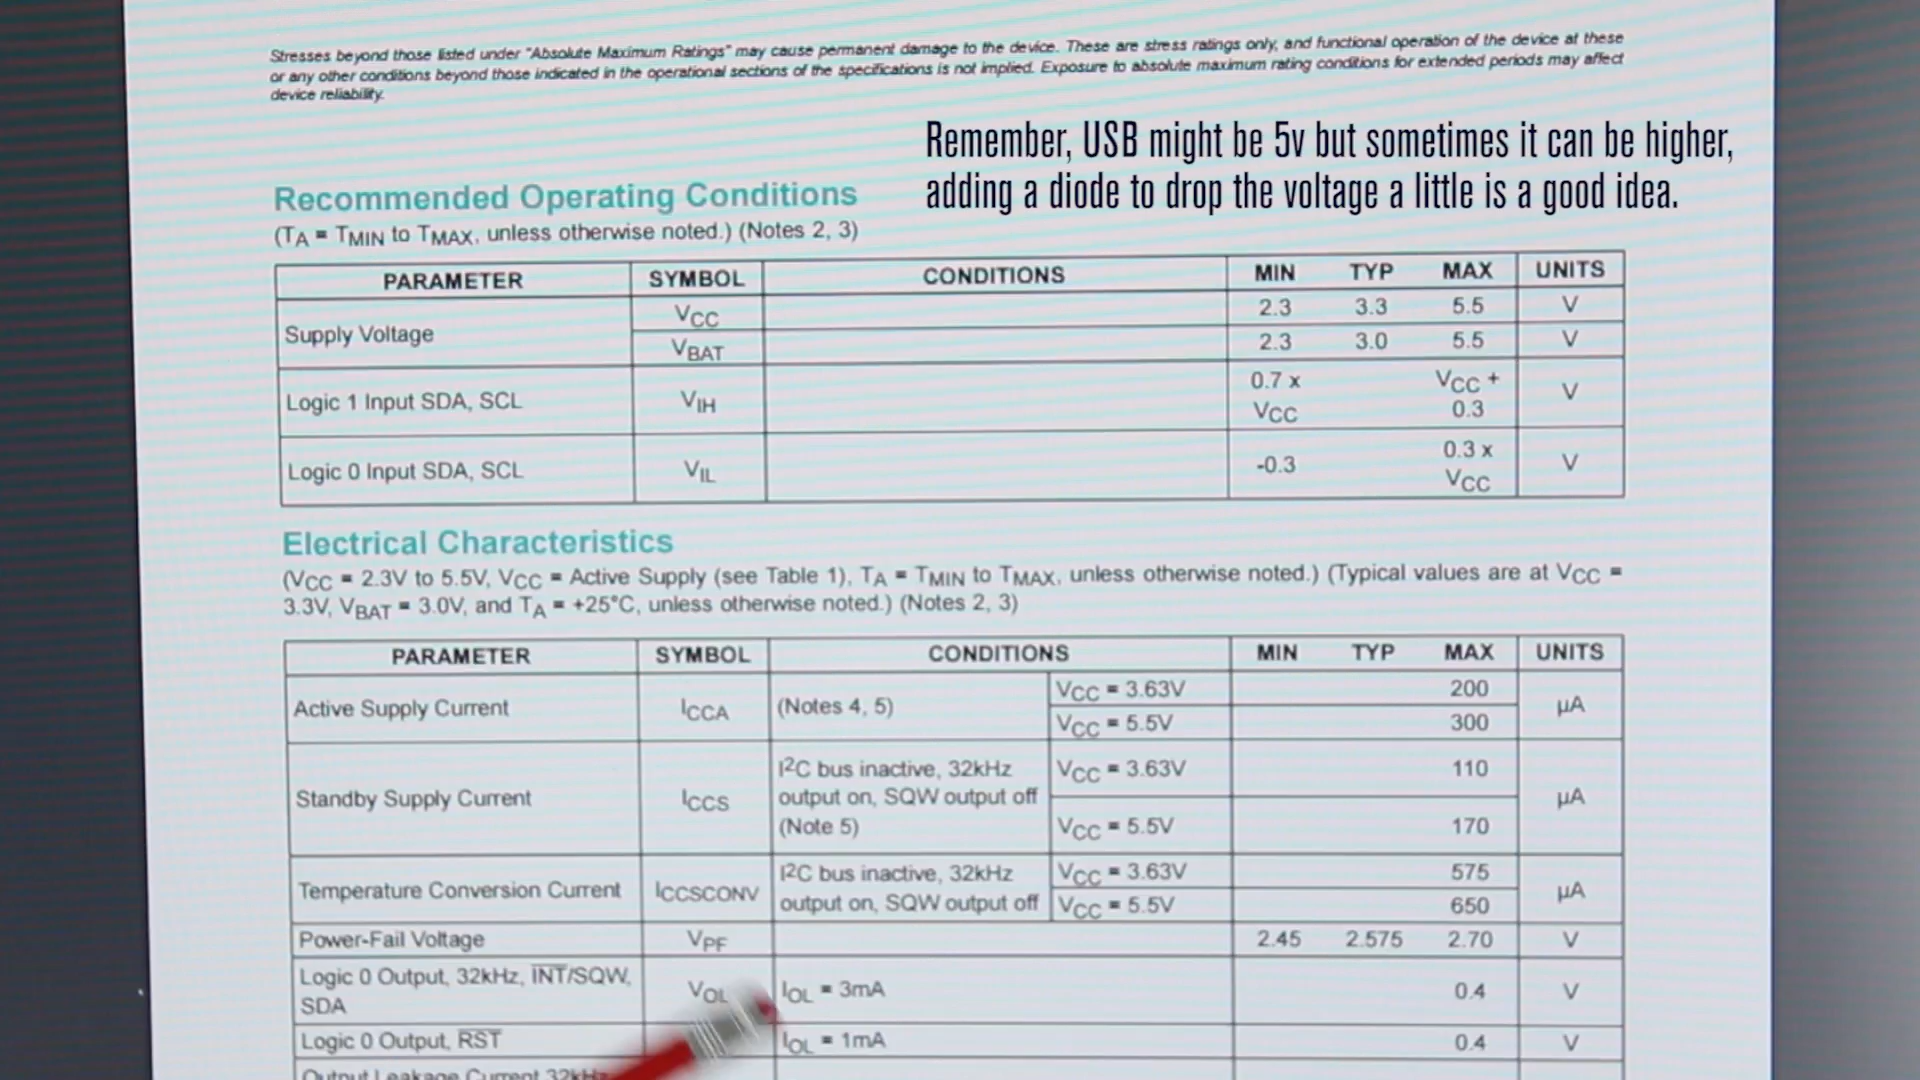 Stresses beyond those listed under "Absolute Maximum Ratings" may cause permanent damage to the device. These are stress ratings only, and functional operation of the device at these
or any other conditions beyond those indicated in the operational sections of the specifications is not implied. Exposure to absolute maximum rating conditions for extended periods may affect
device reliability.
Remember, USB might be 5v but sometimes it can be higher,
adding a diode to drop the voltage a little is a good idea.
Recommended Operating Conditions
(TA = TMIN to TMAX, unless otherwise noted.) (Notes 2, 3)
PARAMETER SYMBOL CONDITIONS MIN TYP MAX UNITS
Supply Voltage VCC 2.3 3.3 5.5 V
VBAT 2.3 3.0 5.5 V
Logic 1 Input SDA, SCL VIH 0.7 x VCC VCC + 0.3 V
Logic 0 Input SDA, SCL VIL -0.3 0.3 x VCC V
Electrical Characteristics
(VCC = 2.3V to 5.5V, VCC = Active Supply (see Table 1), TA = TMIN to TMAX, unless otherwise noted.) (Typical values are at VCC =
3.3V, VBAT = 3.0V, and TA = +25°C, unless otherwise noted.) (Notes 2, 3)
PARAMETER SYMBOL CONDITIONS MIN TYP MAX UNITS
Active Supply Current ICCA (Notes 4, 5) VCC = 3.63V 200 µA
VCC = 5.5V 300
Standby Supply Current ICCS I²C bus inactive, 32kHz output on, SQW output off (Note 5) VCC = 3.63V 110 µA
VCC = 5.5V 170
Temperature Conversion Current ICCSCONV I²C bus inactive, 32kHz output on, SQW output off VCC = 3.63V 575 µA
VCC = 5.5V 650
Power-Fail Voltage VPF 2.45 2.575 2.70 V
Logic 0 Output, 32kHz, INT/SQW, SDA VOL IOL = 3mA 0.4 V
Logic 0 Output, RST IOL = 1mA 0.4 V
Output Leakage Current 32kHz